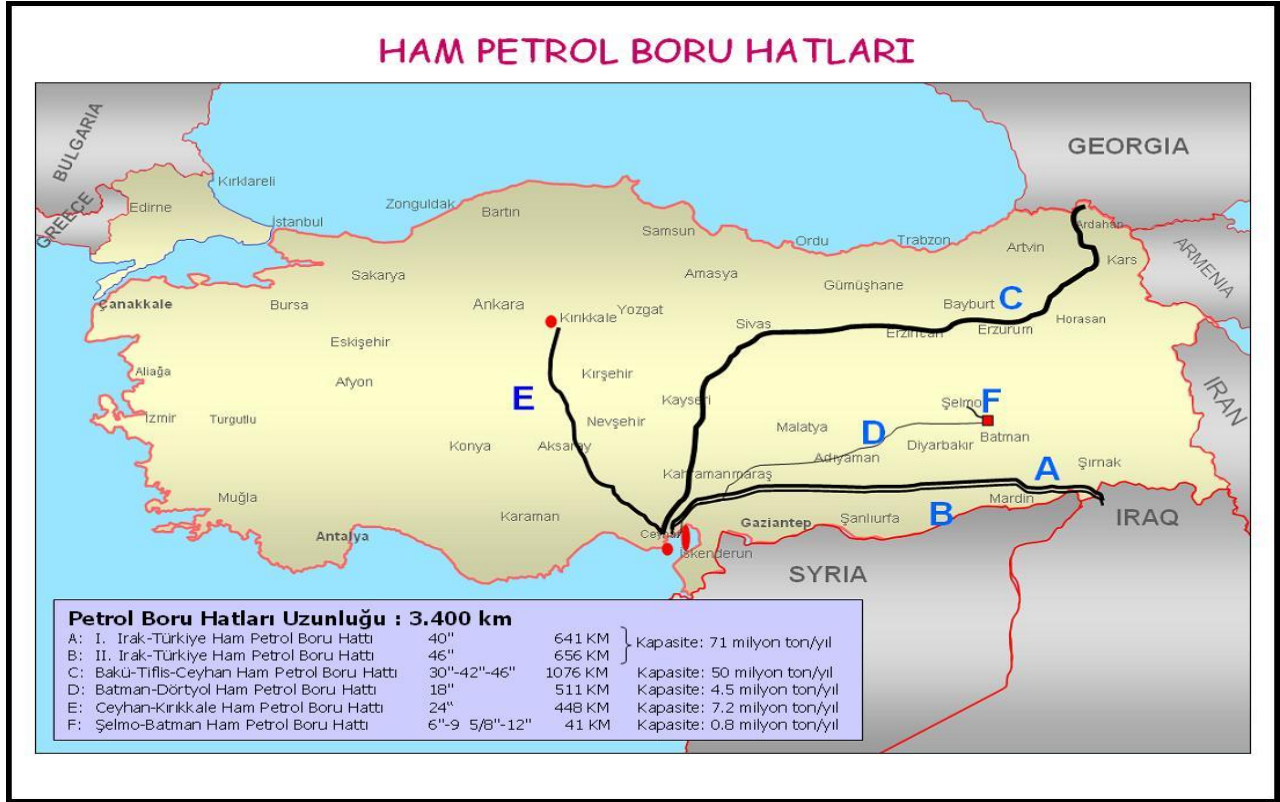 HAM PETROL BORU HATLARI
BULGARIA
GREECE
GEORGIA
ARMENIA
IRAN
IRAQ
SYRIA
Kırklareli
Edirne
İstanbul
Zonguldak
Bartın
Samsun
Ordu
Trabzon
Artvin
Ardahan
Kars
Sakarya
Amasya
Gümüşhane
Bayburt
C
Çanakkale
Bursa
Ankara
Kırıkkale
Yozgat
Sivas
Erzincan
Erzurum
Horasan
Eskişehir
Aliağa
Afyon
Kırşehir
E
Kayseri
Şelmo
F
İzmir
Turgutlu
Nevşehir
Malatya
D
Diyarbakır
Batman
Konya
Aksaray
Adıyaman
Kahramanmaraş
A
Şırnak
Muğla
Karaman
Mardin
Antalya
Gaziantep
Şanlıurfa
B
Ceyhan
İskenderun
Petrol Boru Hatları Uzunluğu : 3.400 km
A: I. Irak-Türkiye Ham Petrol Boru Hattı 40" 641 KM
Kapasite: 71 milyon ton/yıl
B: II. Irak-Türkiye Ham Petrol Boru Hattı 46" 656 KM
C: Bakü-Tiflis-Ceyhan Ham Petrol Boru Hattı 30"-42"-46" 1076 KM Kapasite: 50 milyon ton/yıl
D: Batman-Dörtyol Ham Petrol Boru Hattı 18" 511 KM Kapasite: 4.5 milyon ton/yıl
E: Ceyhan-Kırıkkale Ham Petrol Boru Hattı 24" 448 KM Kapasite: 7.2 milyon ton/yıl
F: Şelmo-Batman Ham Petrol Boru Hattı 6"-9 5/8"-12" 41 KM Kapasite: 0.8 milyon ton/yıl